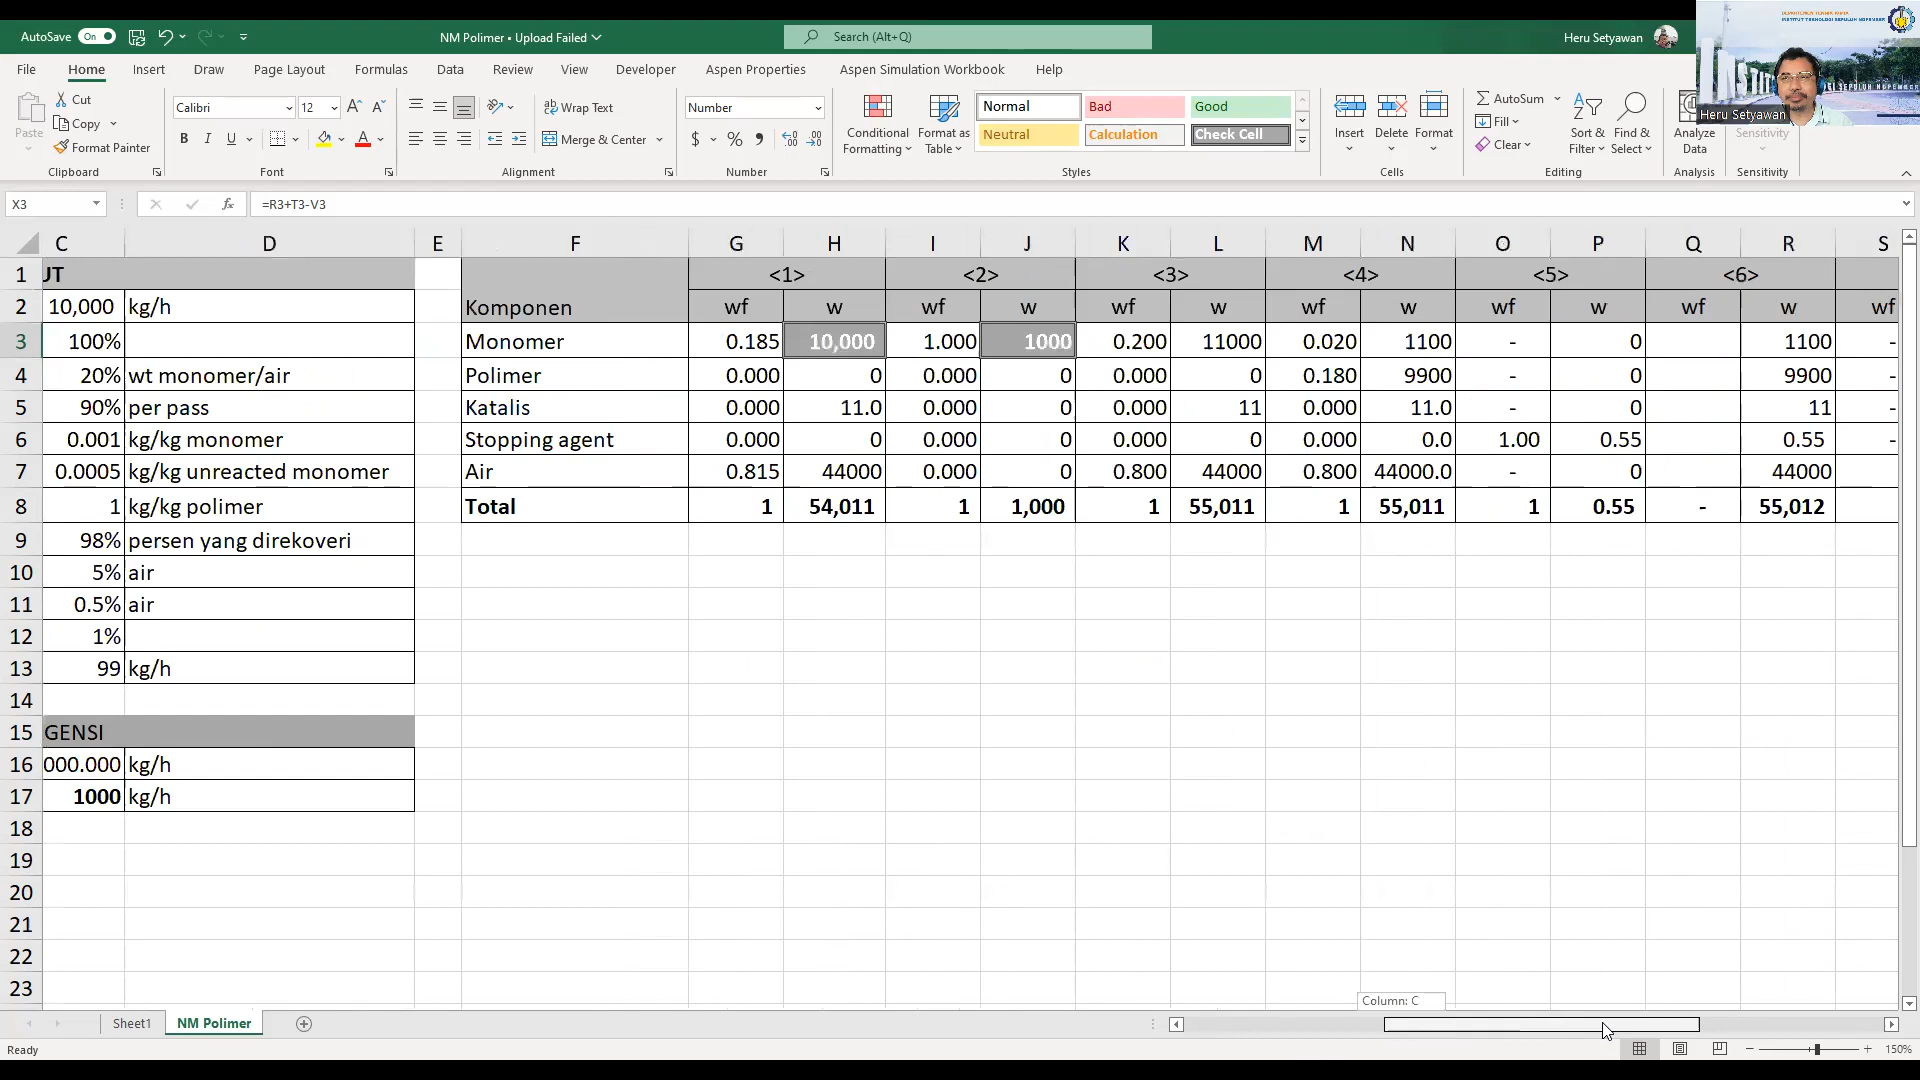 AutoSave On
NM Polimer • Upload Failed
Search (Alt+Q)
Heru Setyawan
File Home Insert Draw Page Layout Formulas Data Review View Developer Aspen Properties Aspen Simulation Workbook Help
Paste
Cut
Copy
Format Painter
Clipboard
Calibri 12
B I U
Font
Wrap Text
Merge & Center
Alignment
Number
$ % ,
Number
Conditional Formatting
Format as Table
Normal Bad Good
Neutral Calculation Check Cell
Styles
Insert Delete Format
Cells
AutoSum
Fill
Clear
Sort & Filter
Find & Select
Editing
Analyze Data
Analysis
Sensitivity
Sensitivity
Heru Setyawan
X3 fx =R3+T3-V3
C D E F G H I J K L M N O P Q R S
1 UT <1> <2> <3> <4> <5> <6>
2 10,000 kg/h Komponen wf w wf w wf w wf w wf w wf w wf
3 100% Monomer 0.185 10,000 1.000 1000 0.200 11000 0.020 1100 - 0 1100 -
4 20% wt monomer/air Polimer 0.000 0 0.000 0 0.000 0 0.180 9900 - 0 9900 -
5 90% per pass Katalis 0.000 11.0 0.000 0 0.000 11 0.000 11.0 - 0 11 -
6 0.001 kg/kg monomer Stopping agent 0.000 0 0.000 0 0.000 0 0.000 0.0 1.00 0.55 0.55 -
7 0.0005 kg/kg unreacted monomer Air 0.815 44000 0.000 0 0.800 44000 0.800 44000.0 - 0 44000
8 1 kg/kg polimer Total 1 54,011 1 1,000 1 55,011 1 55,011 1 0.55 - 55,012
9 98% persen yang direkoveri
10 5% air
11 0.5% air
12 1%
13 99 kg/h
14
15 GENSI
16 000.000 kg/h
17 1000 kg/h
18
19
20
21
22
23
Column: C
Sheet1 NM Polimer
Ready
150%